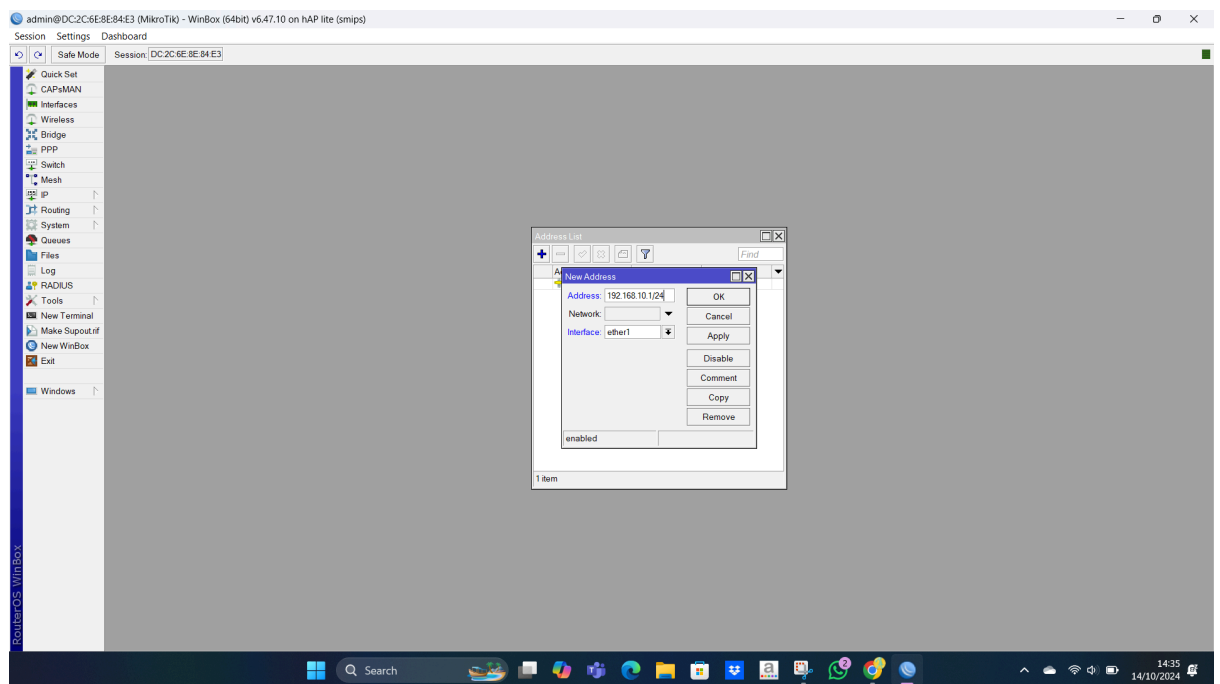 admin@DC:2C:6E:8E:84:E3 (MikroTik) - WinBox (64bit) v6.47.10 on hAP lite (smips)
Session Settings Dashboard
Safe Mode Session: DC:2C:6E:8E:84:E3
Quick Set
CAPsMAN
Interfaces
Wireless
Bridge
PPP
Switch
Mesh
IP
Routing
System
Queues
Files
Log
RADIUS
Tools
New Terminal
Make Supout.rif
New WinBox
Exit
Windows
RouterOS WinBox
Address List
Find
New Address
Address: 192.168.10.1/24
Network:
Interface: ether1
OK
Cancel
Apply
Disable
Comment
Copy
Remove
enabled
1 item
Search
2
14:35
14/10/2024